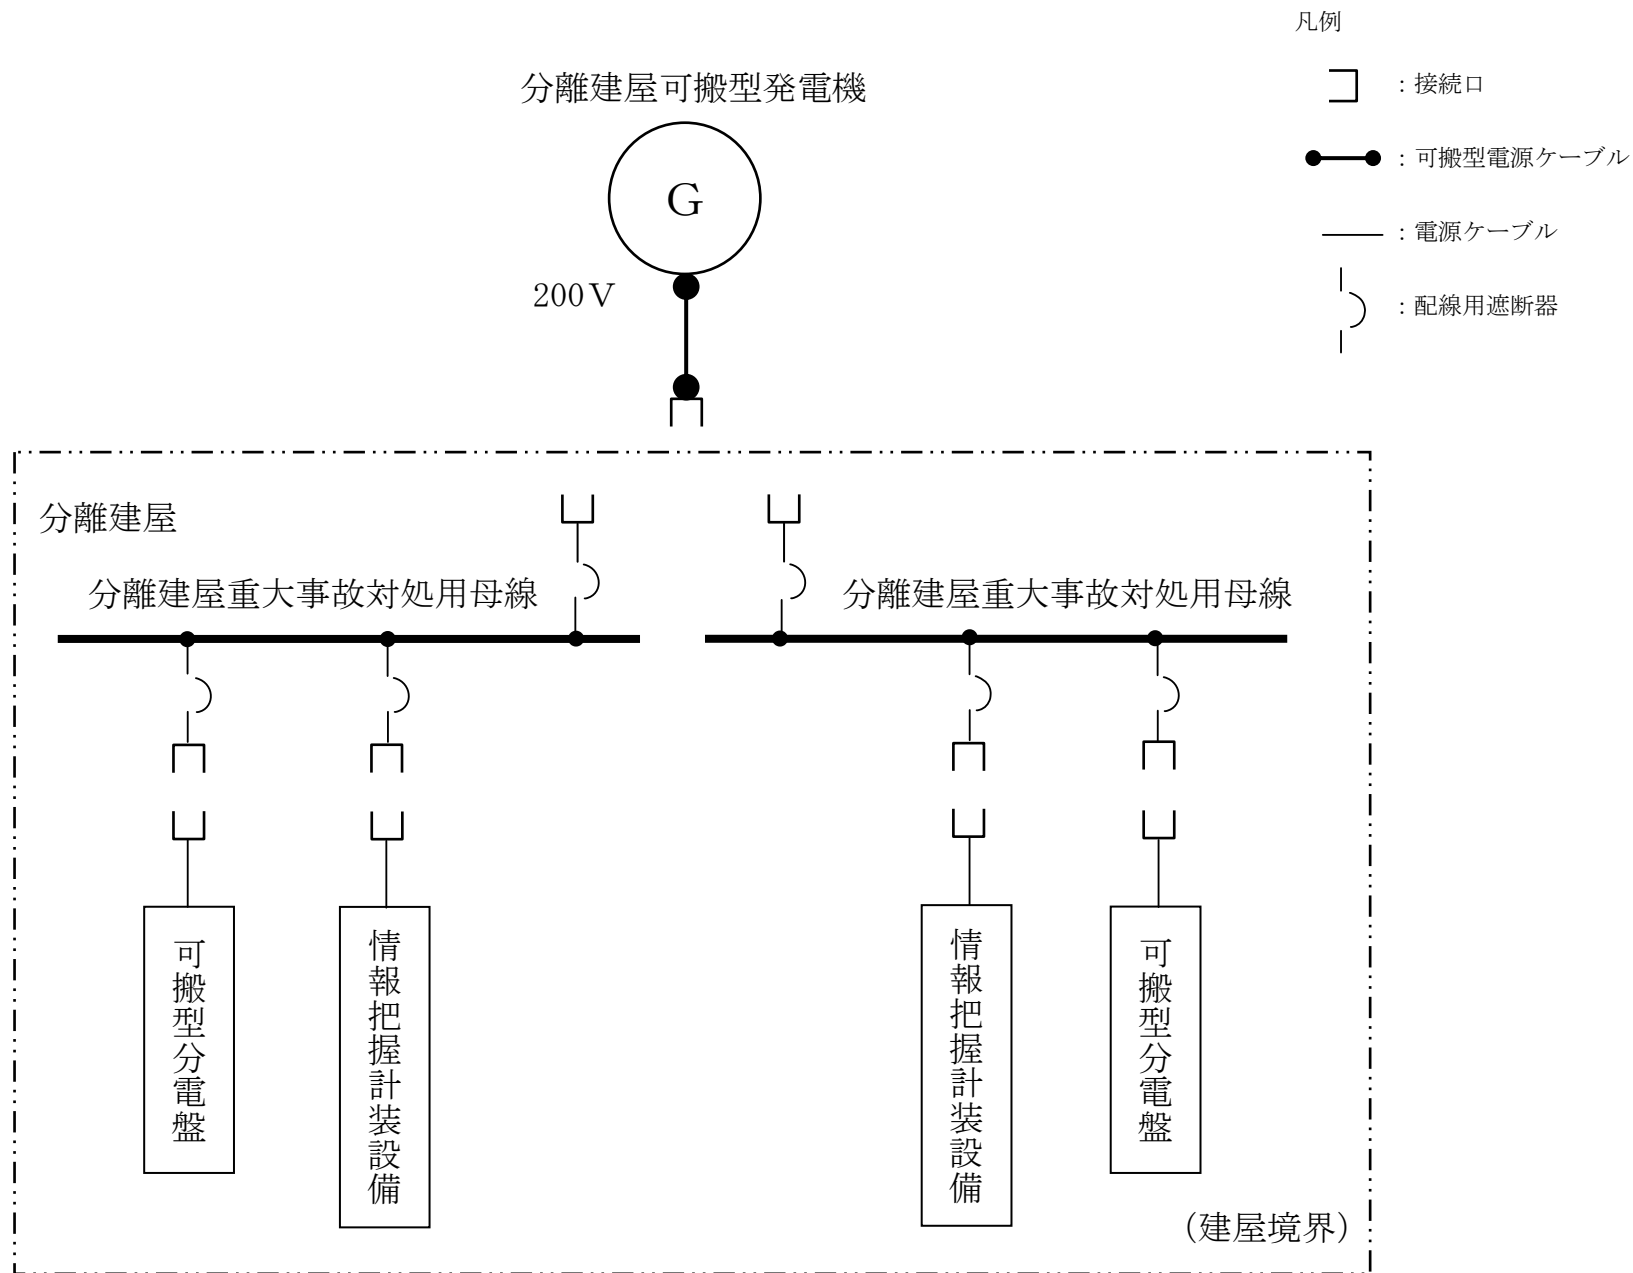 凡例
:接続口
:可搬型電源ケーブル
:電源ケーブル
:配線用遮断器
分離建屋可搬型発電機
G
200V
分離建屋
分離建屋重大事故対処用母線
分離建屋重大事故対処用母線
可搬型分電盤
情報把握計装設備
情報把握計装設備
可搬型分電盤
(建屋境界)